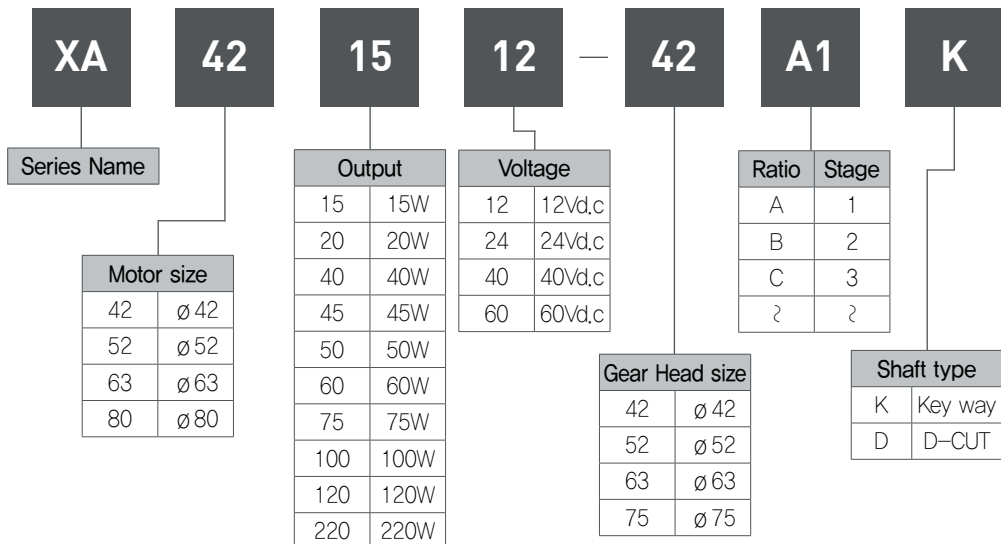 XA 42 15 12 — 42 A1 K
Series Name
Motor size
42 ø42
52 ø52
63 ø63
80 ø80
Output
15 15W
20 20W
40 40W
45 45W
50 50W
60 60W
75 75W
100 100W
120 120W
220 220W
Voltage
12 12Vd.c
24 24Vd.c
40 40Vd.c
60 60Vd.c
Gear Head size
42 ø42
52 ø52
63 ø63
75 ø75
Ratio Stage
A 1
B 2
C 3
≀ ≀
Shaft type
K Key way
D D-CUT